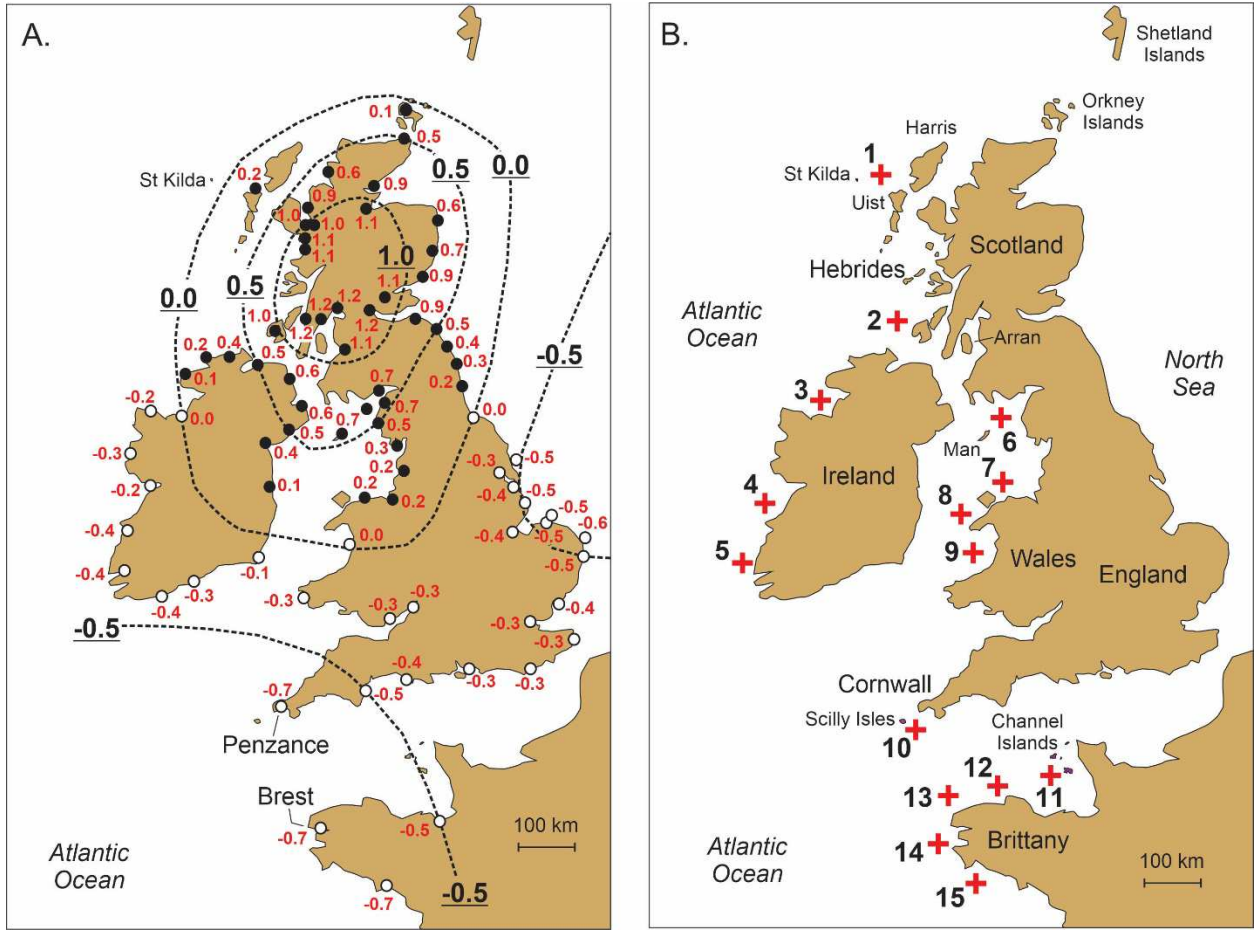 A.
0.1
0.5
0.0
0.5
St Kilda
0.2
0.6
0.9
0.9
1.0
1.0
1.1
0.6
1.1
0.7
1.1
1.0
0.9
1.1
0.0
0.5
1.2
1.2
1.2
1.2
1.0
0.9
0.5
-0.5
0.4
0.3
0.2
0.2
0.4
0.5
1.1
0.1
0.6
0.7
-0.2
0.0
0.6
0.7
0.7
0.0
0.5
0.5
0.4
0.3
-0.3
-0.3
-0.5
0.2
-0.2
0.1
0.2
0.2
-0.4
-0.5
-0.5
-0.6
-0.4
0.0
-0.4
-0.5
-0.5
-0.4
-0.1
-0.3
-0.4
-0.3
-0.3
-0.3
-0.4
-0.3
-0.3
-0.5
-0.4
-0.3
-0.3
-0.7
-0.5
Penzance
Brest
-0.7
-0.5
100 km
Atlantic
Ocean
-0.7
-0.5
B.
Shetland
Islands
Orkney
Islands
Harris
1
St Kilda
Uist
Scotland
Hebrides
Atlantic
Ocean
2
Arran
North
Sea
3
6
Man
7
Ireland
4
8
5
9
Wales
England
Cornwall
Scilly Isles
10
Channel
Islands
12
11
13
14
Brittany
Atlantic
Ocean
100 km
15